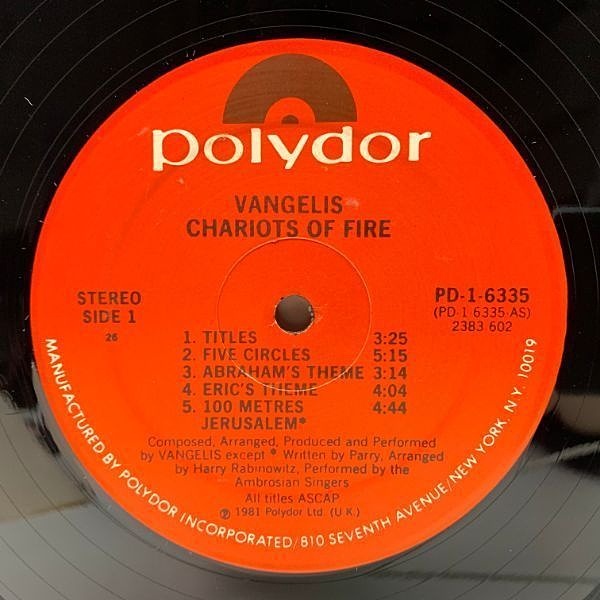 polydor
VANGELIS
CHARIOTS OF FIRE
STEREO
SIDE 1
26
PD-1-6335
(PD-1 6335-AS)
2383 602
1. TITLES 3:25
2. FIVE CIRCLES 5:15
3. ABRAHAM'S THEME 3:14
4. ERIC'S THEME 4:04
5. 100 METRES 4:44
JERUSALEM*
Composed, Arranged, Produced and Performed
by VANGELIS except * Written by Parry, Arranged
by Harry Rabinowitz, Performed by the
Ambrosian Singers
All titles ASCAP
℗ 1981 Polydor Ltd. (U.K.)
MANUFACTURED BY POLYDOR INCORPORATED/810 SEVENTH AVENUE/NEW YORK, N.Y. 10019